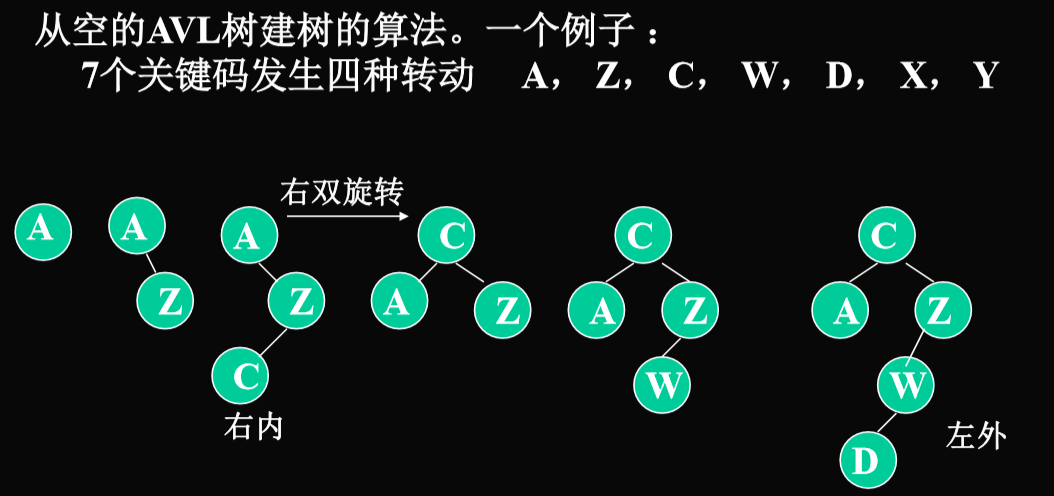 从空的AVL树建树的算法。一个例子：
7个关键码发生四种转动 A， Z， C， W， D， X， Y
右双旋转
A A A C C C
Z Z A Z A Z A Z
C W W
右内 左外
D